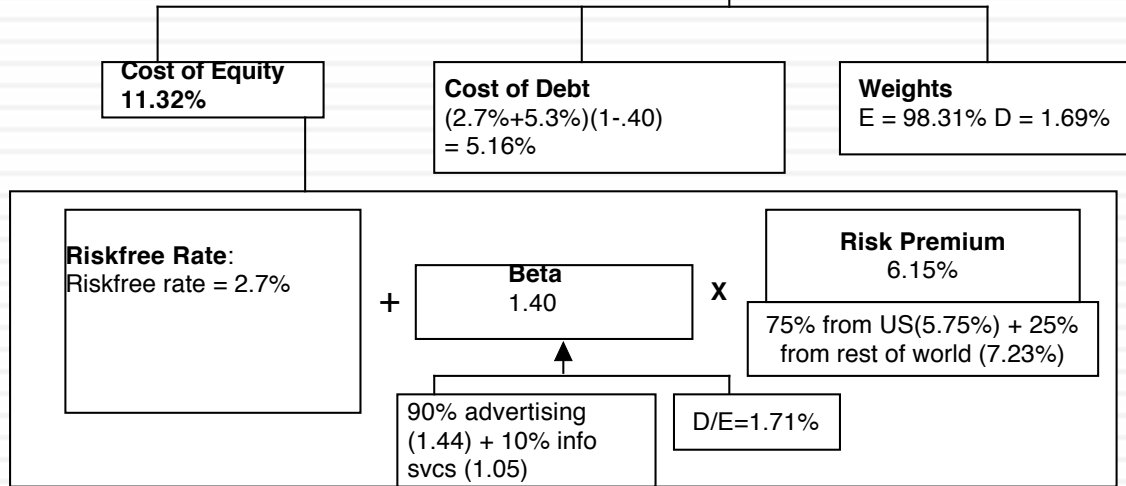 Cost of Equity
11.32%
Cost of Debt
(2.7%+5.3%)(1-.40)
= 5.16%
Weights
E = 98.31% D = 1.69%
Riskfree Rate:
Riskfree rate = 2.7%
+
Beta
1.40
X
Risk Premium
6.15%
75% from US(5.75%) + 25%
from rest of world (7.23%)
90% advertising
(1.44) + 10% info
svcs (1.05)
D/E=1.71%